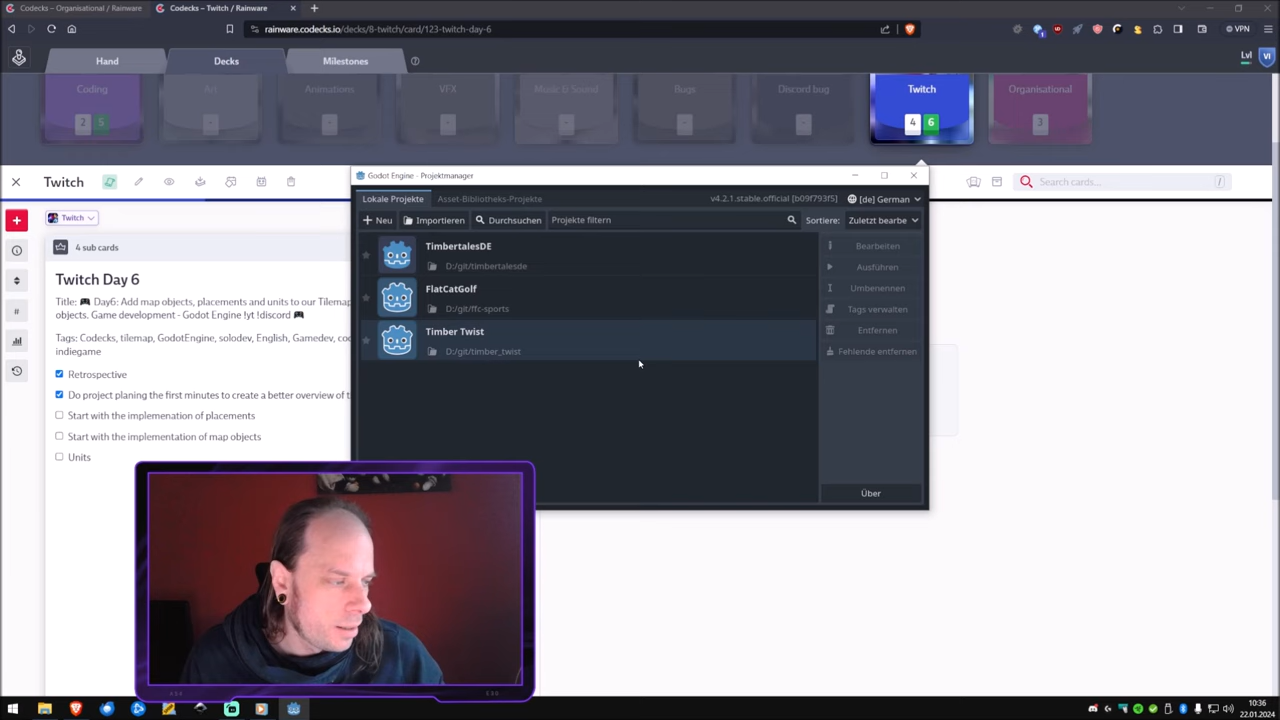 Codecks – Organisational / Rainware
Codecks – Twitch / Rainware
rainware.codecks.io/decks/8-twitch/card/123-twitch-day-6
VPN
Hand
Decks
Milestones
Lvl
VI
Coding
Art
Animations
VFX
Music & Sound
Bugs
Discord bug
Twitch
Organisational
2 5
4 6
3
Twitch
Search cards...
Twitch
4 sub cards
Twitch Day 6
Title: 🎮 Day6: Add map objects, placements and units to our Tilemap
objects. Game development - Godot Engine !yt !discord 🎮
Tags: Codecks, tilemap, GodotEngine, solodev, English, Gamedev, co
indiegame
Retrospective
Do project planing the first minutes to create a better overview of t
Start with the implemenation of placements
Start with the implementation of map objects
Units
Godot Engine - Projektmanager
Lokale Projekte
Asset-Bibliotheks-Projekte
v4.2.1.stable.official [b09f793f5]
[de] German
+ Neu
Importieren
Durchsuchen
Projekte filtern
Sortiere:
Zuletzt bearbe
TimbertalesDE
D:/git/timbertalesde
FlatCatGolf
D:/git/ffc-sports
Timber Twist
D:/git/timber_twist
Bearbeiten
Ausführen
Umbenennen
Tags verwalten
Entfernen
Fehlende entfernen
Über
10:36
22.01.2024